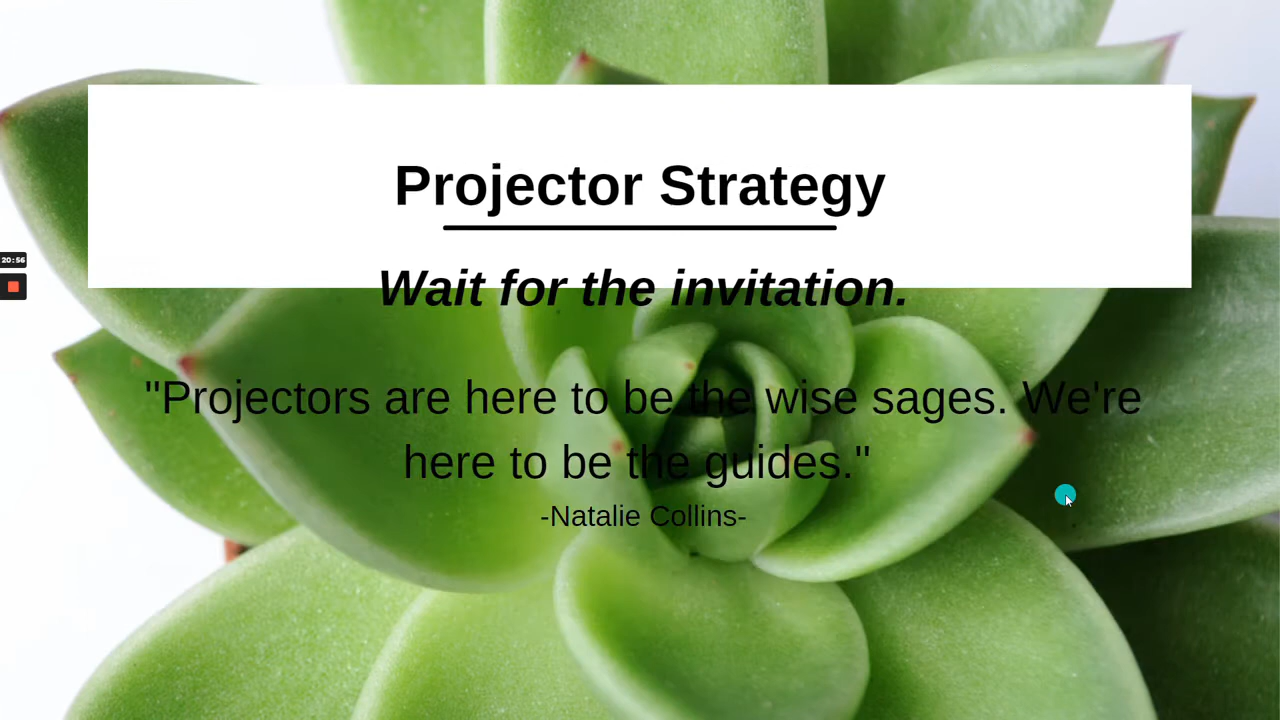 Projector Strategy
20:56
Wait for the invitation.
"Projectors are here to be the wise sages. We're
here to be the guides."
-Natalie Collins-